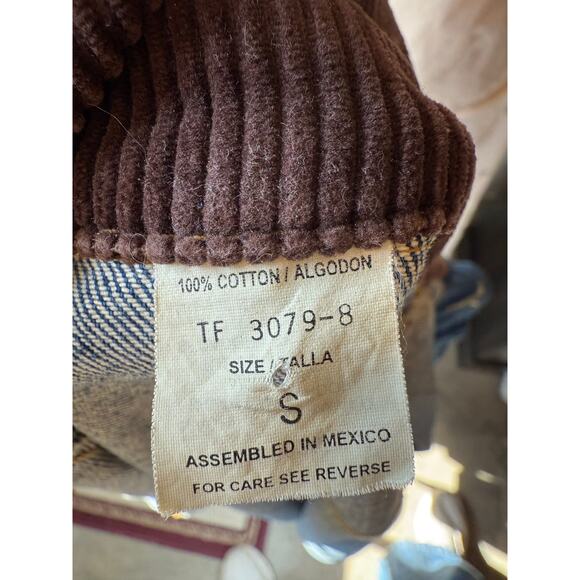 100% COTTON / ALGODON
TF 3079-8
SIZE / TALLA
S
ASSEMBLED IN MEXICO
FOR CARE SEE REVERSE